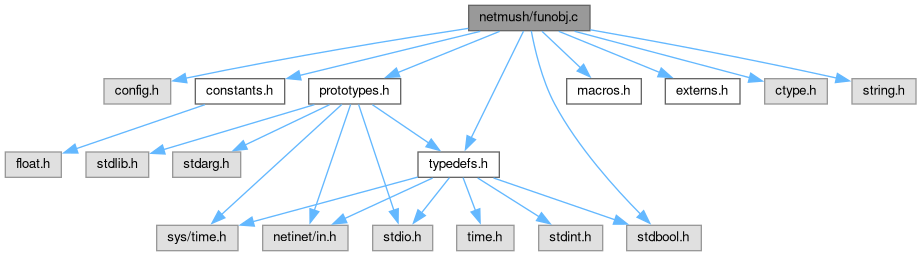 netmush/funobj.c
config.h
constants.h
prototypes.h
macros.h
externs.h
ctype.h
string.h
float.h
stdlib.h
stdarg.h
typedefs.h
sys/time.h
netinet/in.h
stdio.h
time.h
stdint.h
stdbool.h